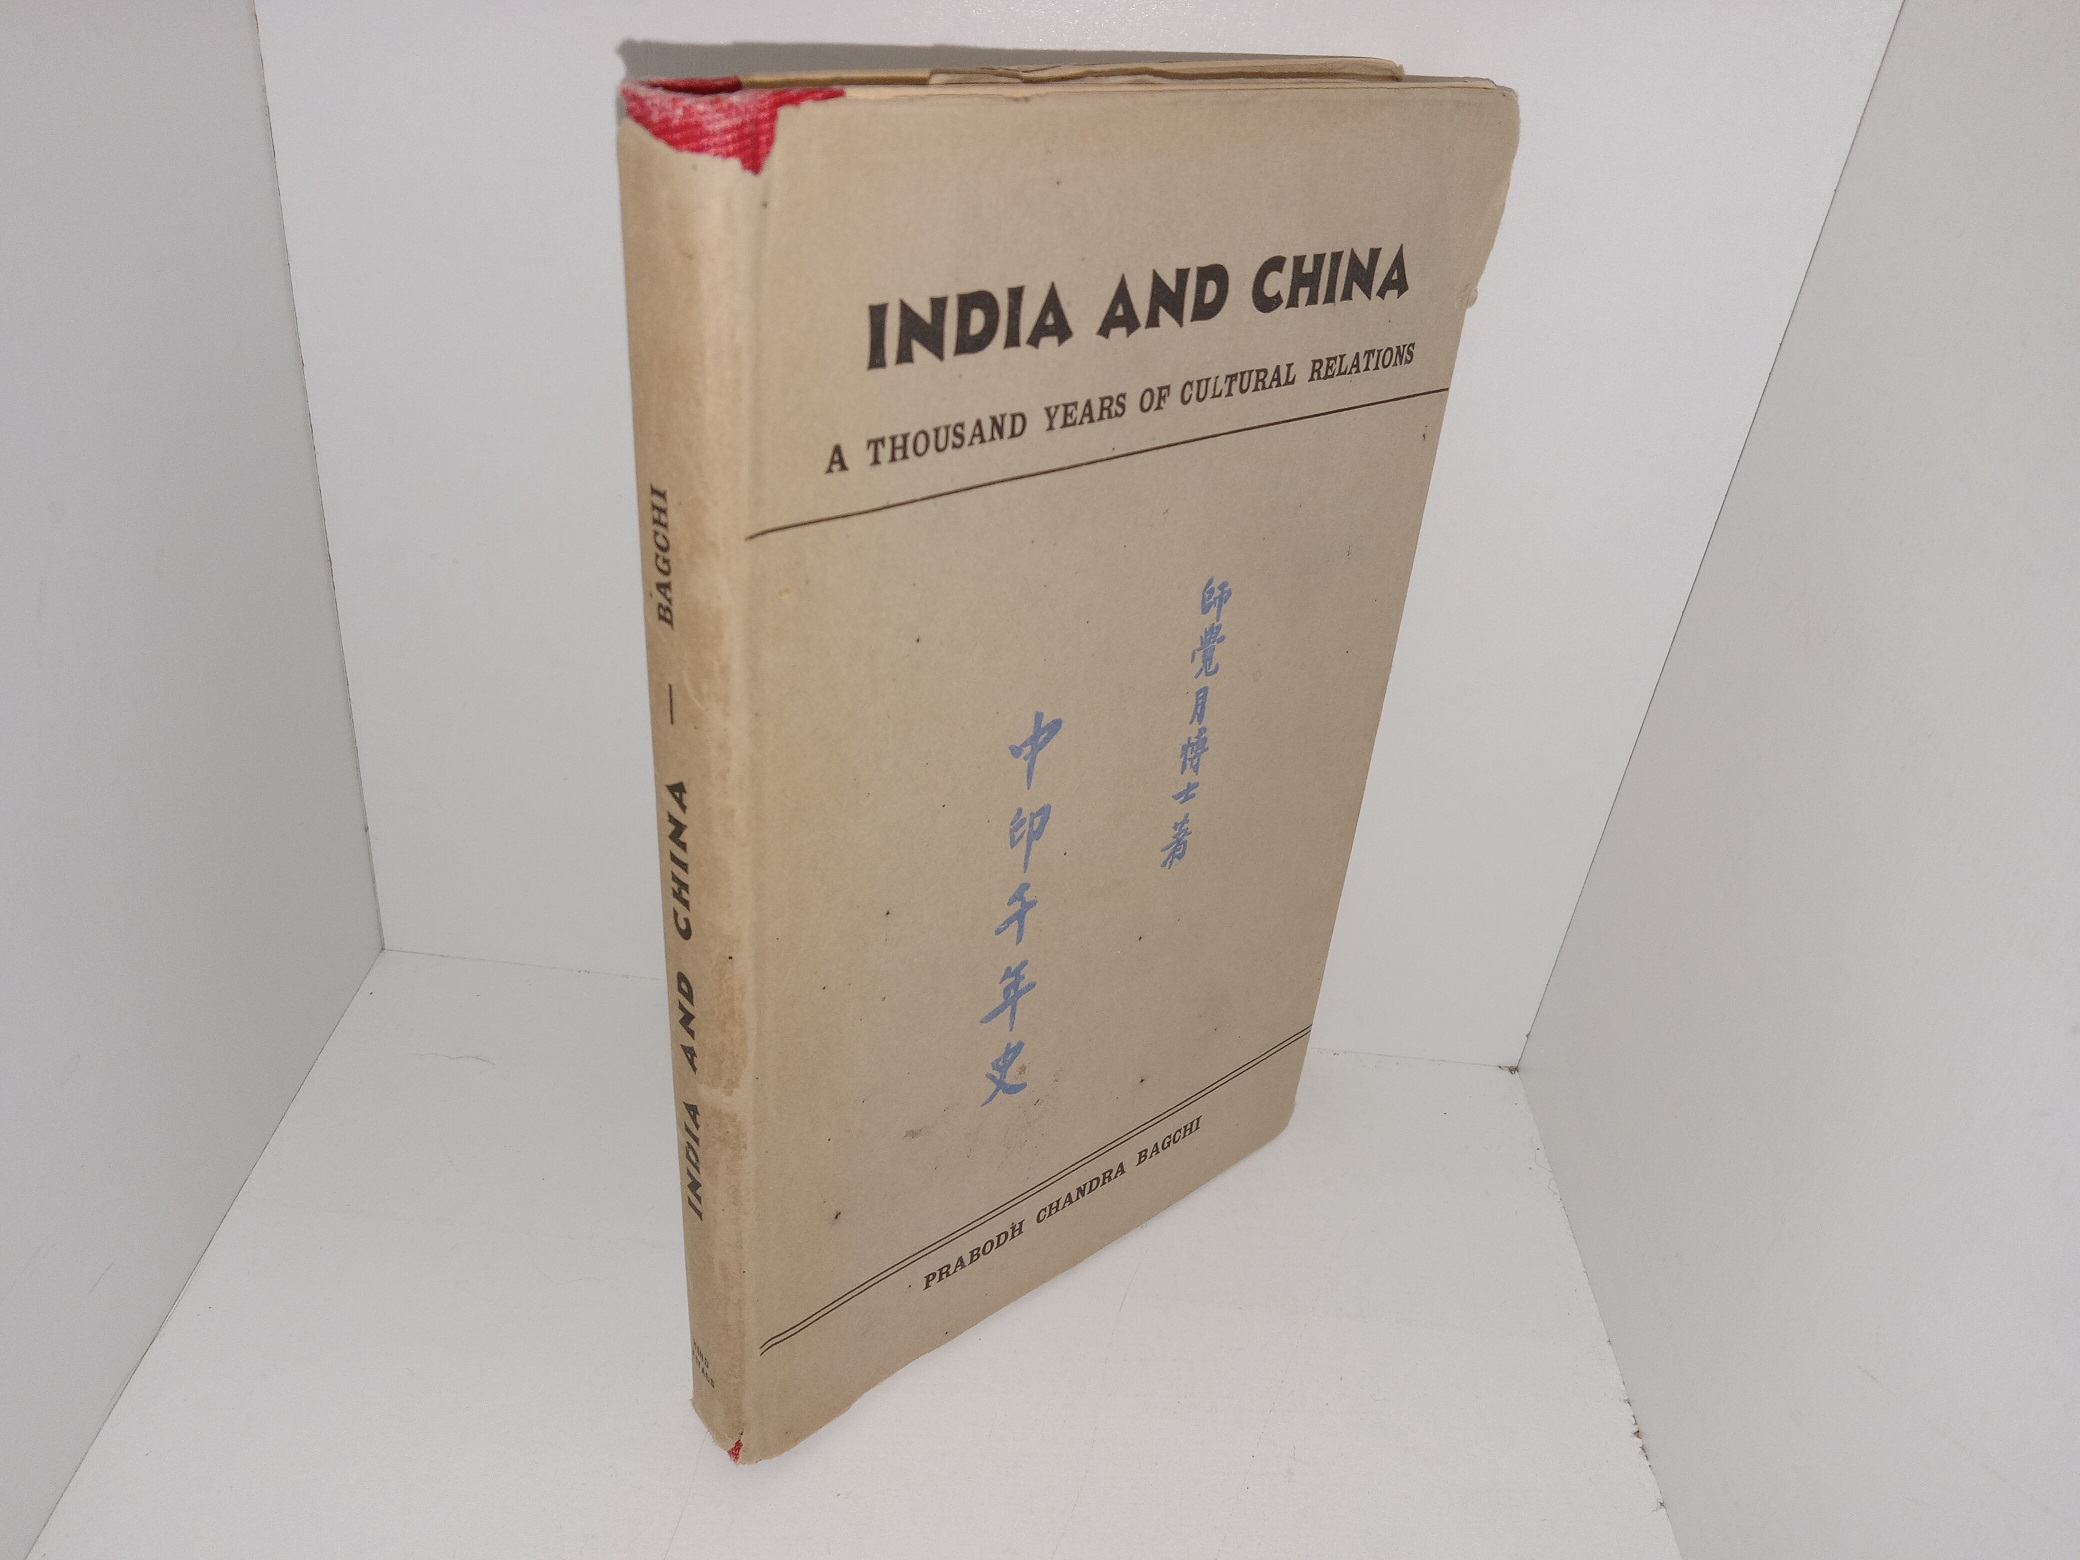 INDIA AND CHINA
A THOUSAND YEARS OF CULTURAL RELATIONS
師覺月博士著
中印千年史
PRABODH CHANDRA BAGCHI
INDIA AND CHINA — BAGCHI